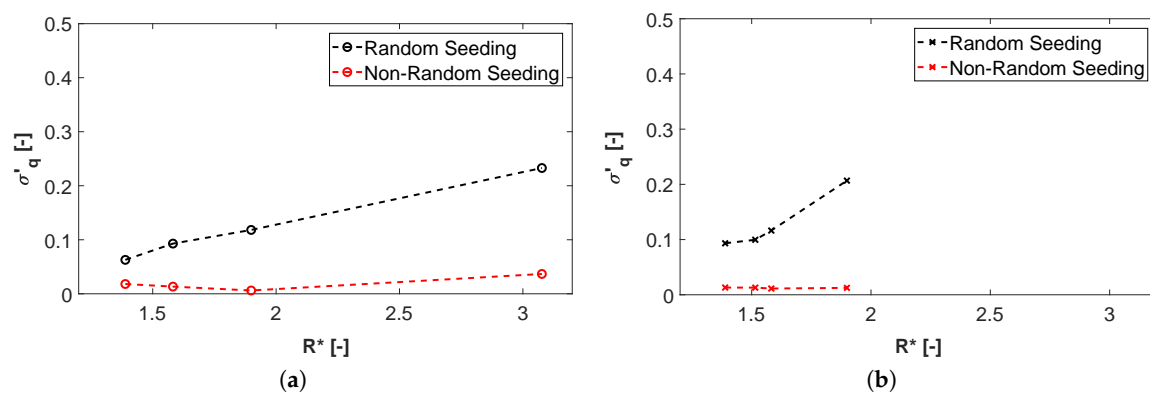 0.5
0.4
0.3
0.2
0.1
0
σ'q [-]
1.5
2
2.5
3
R* [-]
Random Seeding
Non-Random Seeding
(a)
0.5
0.4
0.3
0.2
0.1
0
σ'q [-]
1.5
2
2.5
3
R* [-]
Random Seeding
Non-Random Seeding
(b)